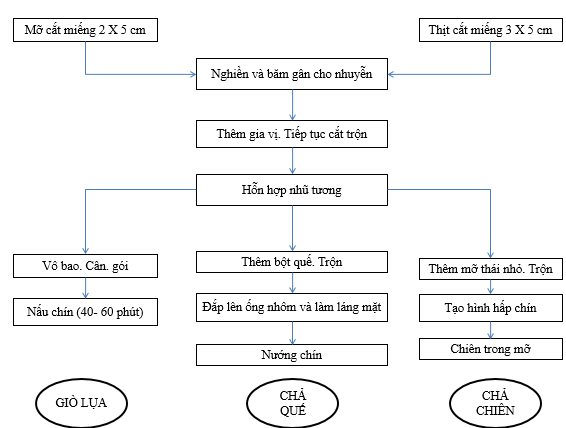 Mỡ cắt miếng 2 X 5 cm
Thịt cắt miếng 3 X 5 cm
Nghiền và băm gân cho nhuyễn
Thêm gia vị. Tiếp tục cắt trộn
Hỗn hợp nhũ tương
Vô bao. Cân. gói
Thêm bột quế. Trộn
Thêm mỡ thái nhỏ. Trộn
Nấu chín (40- 60 phút)
Đắp lên ống nhôm và làm láng mặt
Tạo hình hấp chín
Nướng chín
Chiên trong mỡ
GIÒ LỤA
CHẢ
QUẾ
CHẢ
CHIÊN